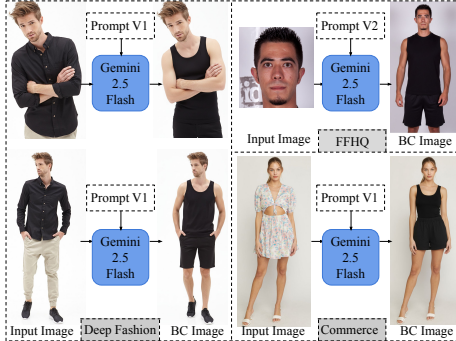 Prompt V1
Gemini
2.5
Flash
Prompt V2
Gemini
2.5
Flash
Input Image
FFHQ
BC Image
Prompt V1
Gemini
2.5
Flash
Input Image
Deep Fashion
BC Image
Prompt V1
Gemini
2.5
Flash
Input Image
Commerce
BC Image